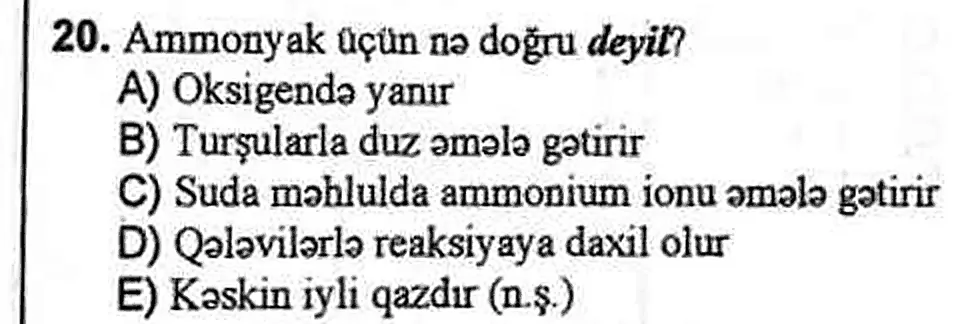 20. Ammonyak üçün nə doğru deyil?
A) Oksigendə yanır
B) Turşularla duz əmələ gətirir
C) Suda məhlulda ammonium ionu əmələ gətirir
D) Qələvilərlə reaksiyaya daxil olur
E) Kəskin iyli qazdır (n.ş.)